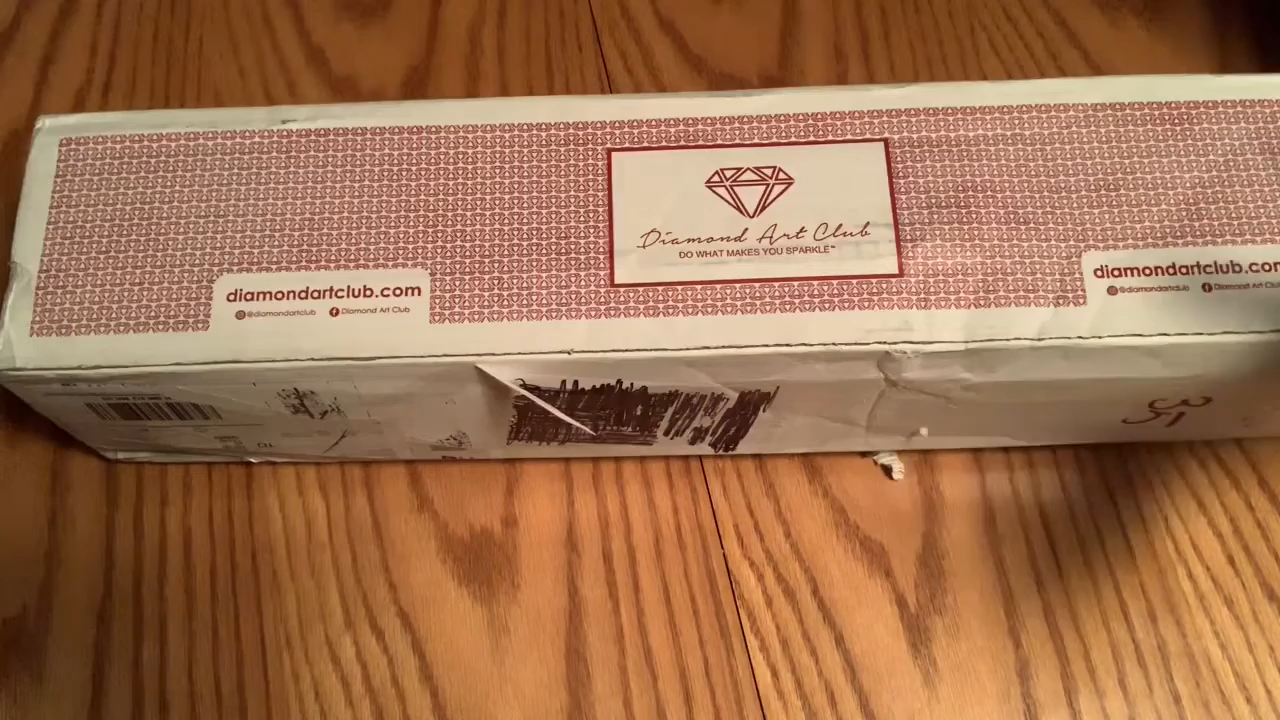 Diamond Art Club
DO WHAT MAKES YOU SPARKLE™
diamondartclub.com
@diamondartclub Diamond Art Club
diamondartclub.co
@diamondartclub Diamond Art Club